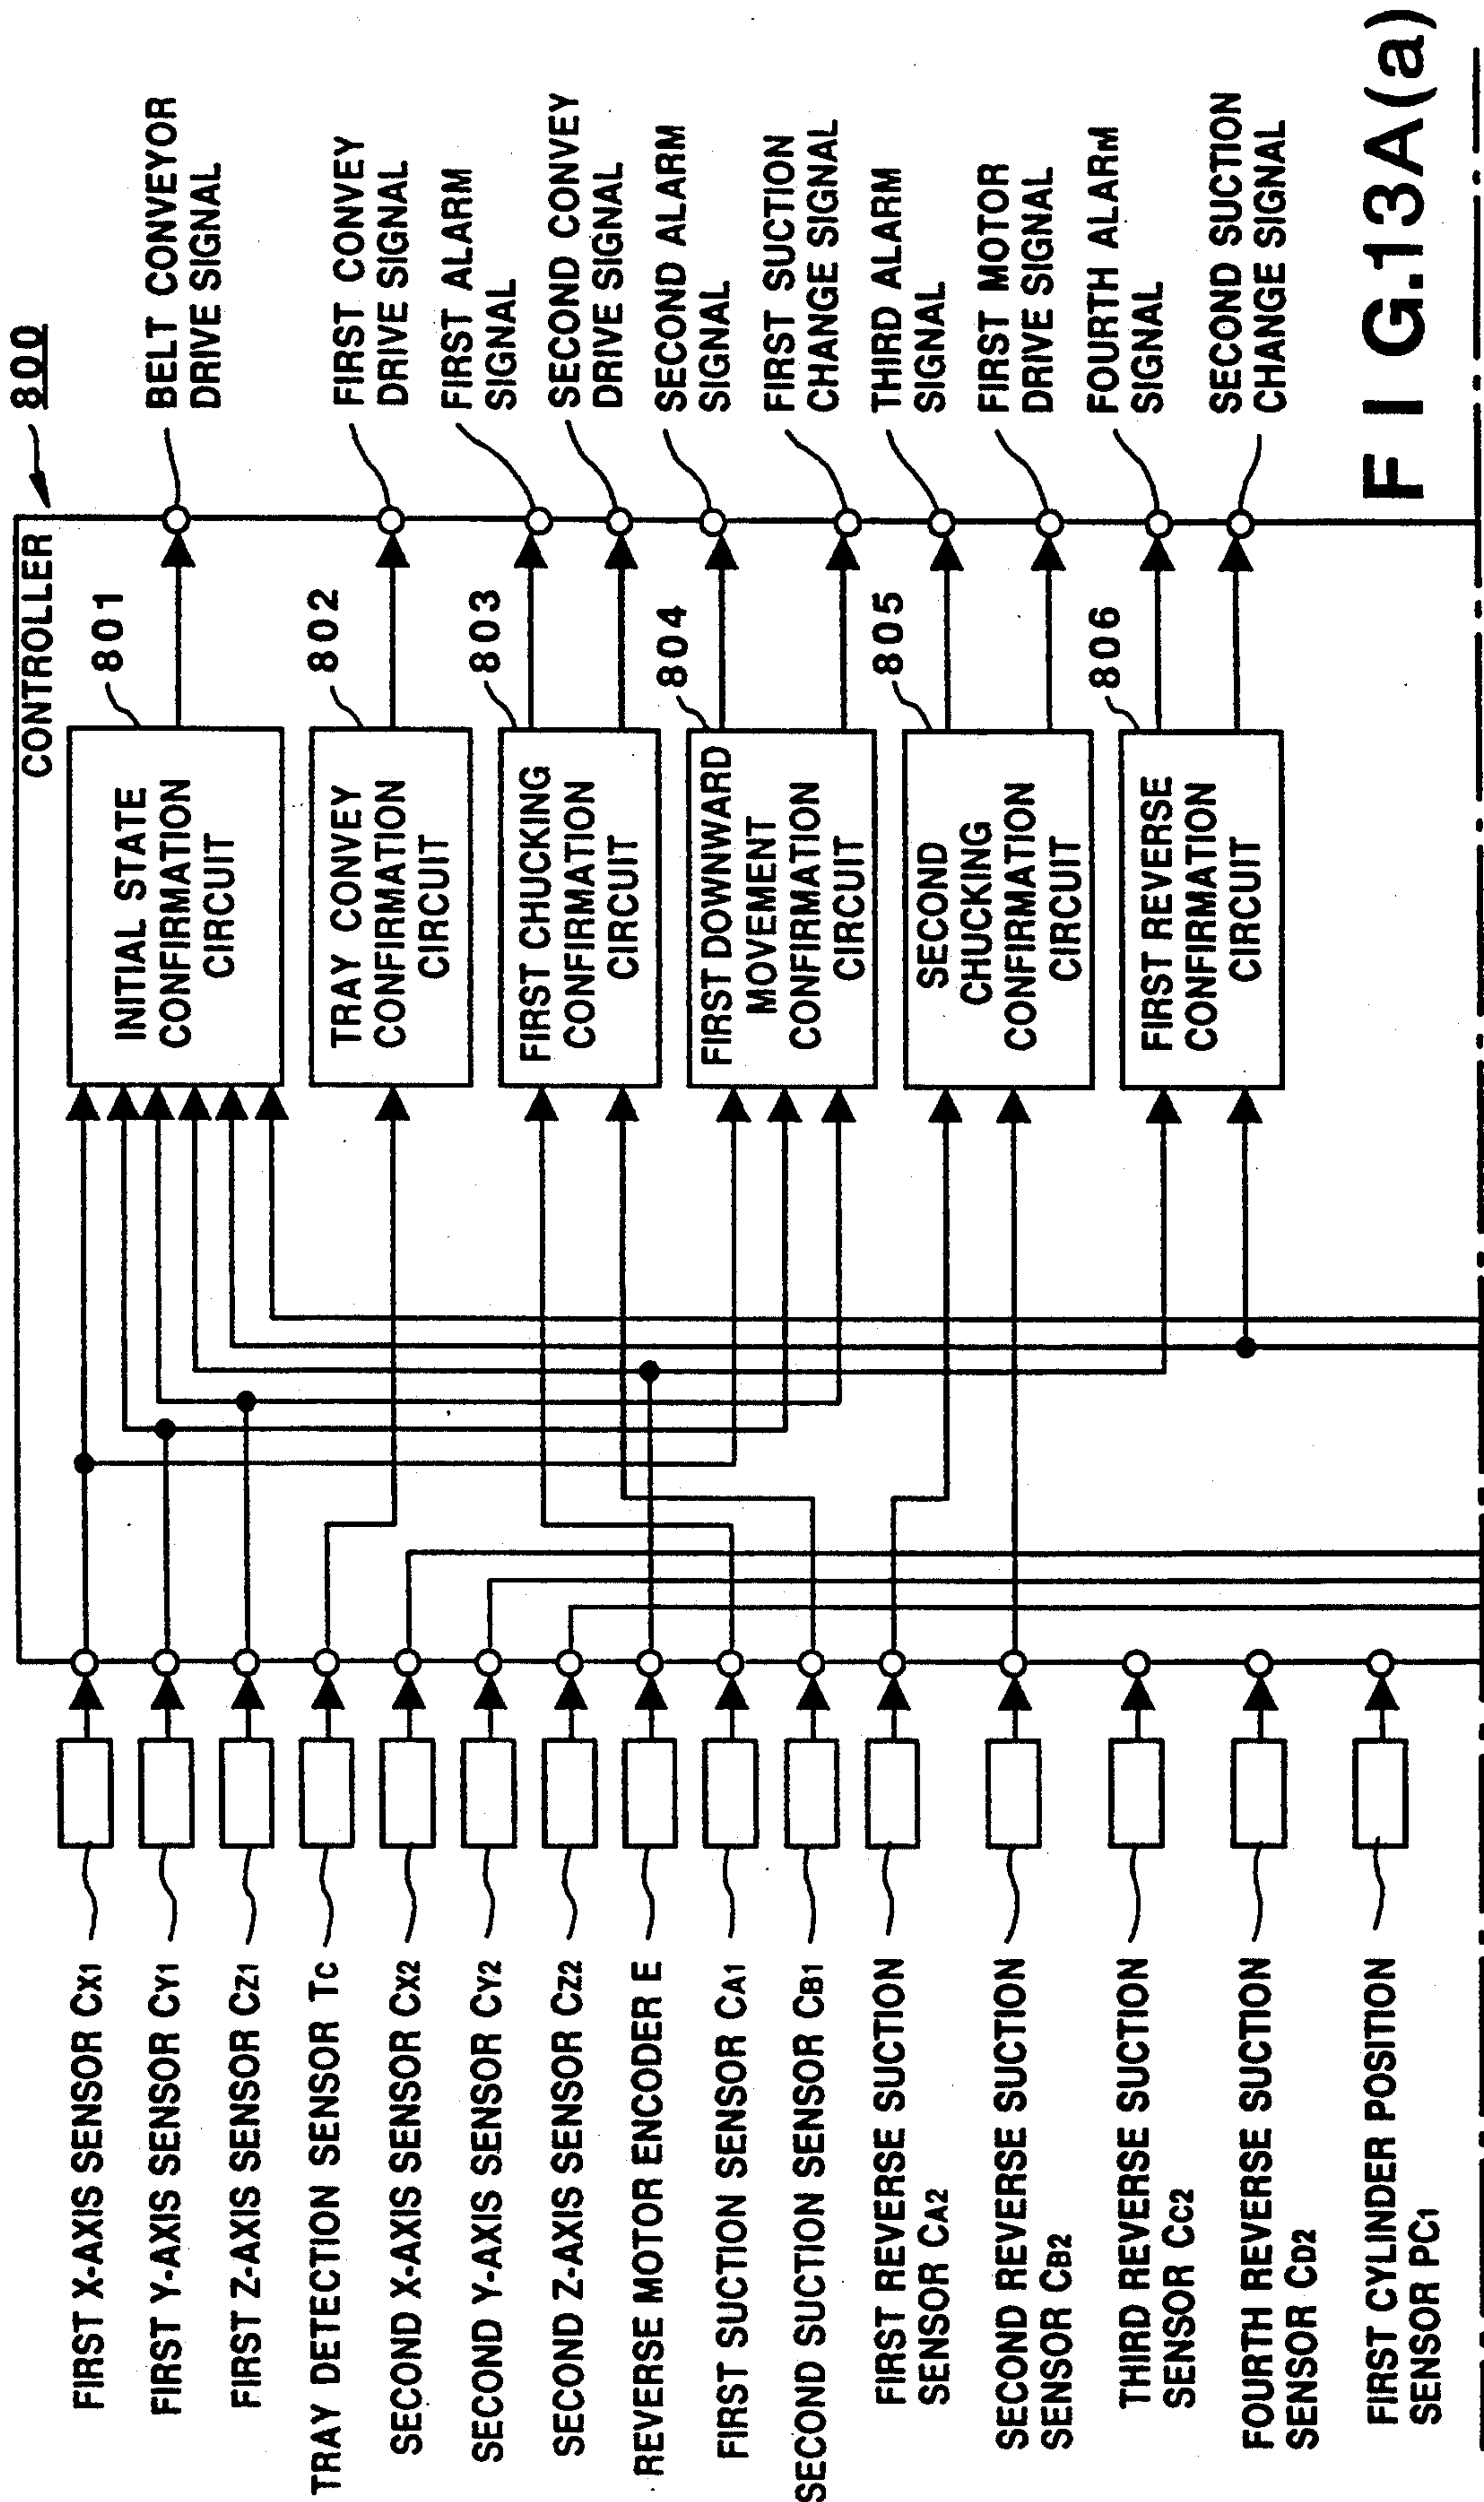 800
CONTROLLER
FIRST X-AXIS SENSOR CX1
FIRST Y-AXIS SENSOR CY1
FIRST Z-AXIS SENSOR CZ1
TRAY DETECTION SENSOR TC
SECOND X-AXIS SENSOR CX2
SECOND Y-AXIS SENSOR CY2
SECOND Z-AXIS SENSOR CZ2
REVERSE MOTOR ENCODER E
FIRST SUCTION SENSOR CA1
SECOND SUCTION SENSOR CB1
FIRST REVERSE SUCTION
SENSOR CA2
SECOND REVERSE SUCTION
SENSOR CB2
THIRD REVERSE SUCTION
SENSOR CC2
FOURTH REVERSE SUCTION
SENSOR CD2
FIRST CYLINDER POSITION
SENSOR PC1
801
INITIAL STATE
CONFIRMATION
CIRCUIT
802
TRAY CONVEY
CONFIRMATION
CIRCUIT
803
FIRST CHUCKING
CONFIRMATION
CIRCUIT
804
FIRST DOWNWARD
MOVEMENT
CONFIRMATION
CIRCUIT
805
SECOND
CHUCKING
CONFIRMATION
CIRCUIT
806
FIRST REVERSE
CONFIRMATION
CIRCUIT
BELT CONVEYOR
DRIVE SIGNAL
FIRST CONVEY
DRIVE SIGNAL
FIRST ALARM
SIGNAL
SECOND CONVEY
DRIVE SIGNAL
SECOND ALARM
SIGNAL
FIRST SUCTION
CHANGE SIGNAL
THIRD ALARM
SIGNAL
FIRST MOTOR
DRIVE SIGNAL
FOURTH ALARM
SIGNAL
SECOND SUCTION
CHANGE SIGNAL
FIG.13A(a)